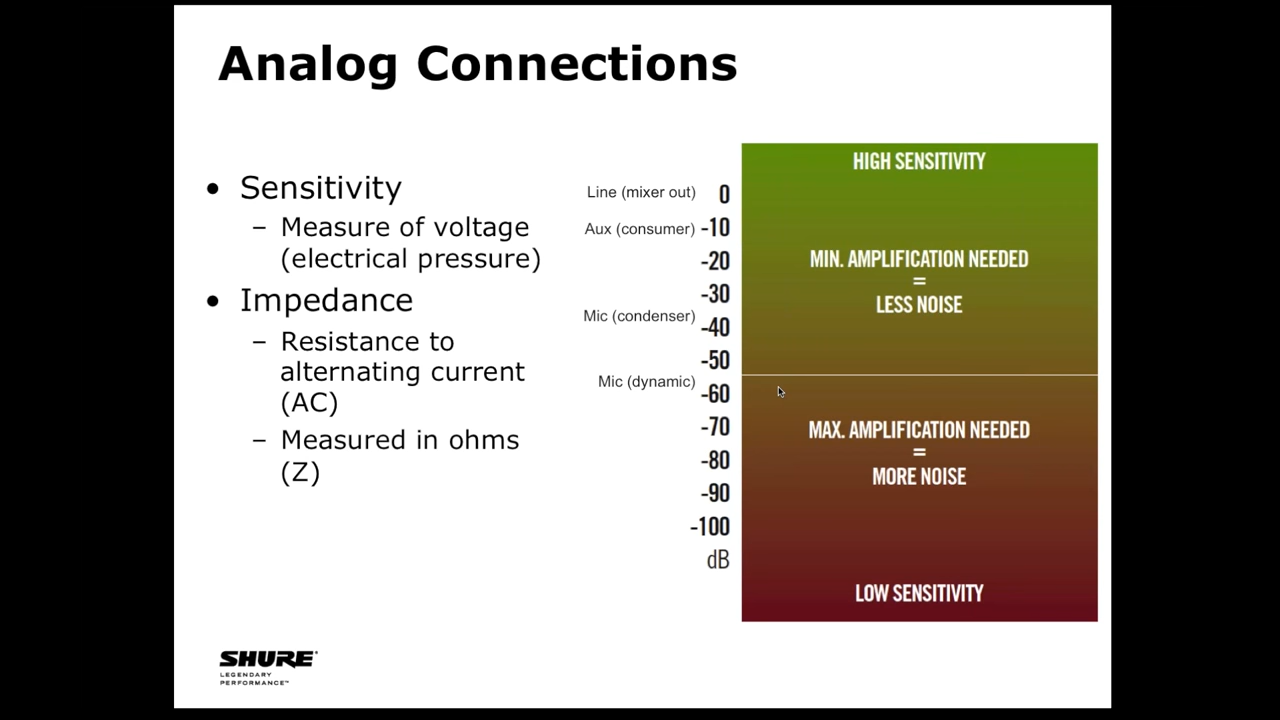 Analog Connections
• Sensitivity
– Measure of voltage
(electrical pressure)
• Impedance
– Resistance to
alternating current
(AC)
– Measured in ohms
(Z)
Line (mixer out) 0
Aux (consumer) -10
-20
-30
Mic (condenser)
-40
-50
Mic (dynamic)
-60
-70
-80
-90
-100
dB
HIGH SENSITIVITY
MIN. AMPLIFICATION NEEDED
=
LESS NOISE
MAX. AMPLIFICATION NEEDED
=
MORE NOISE
LOW SENSITIVITY
SHURE®
LEGENDARY
PERFORMANCE™